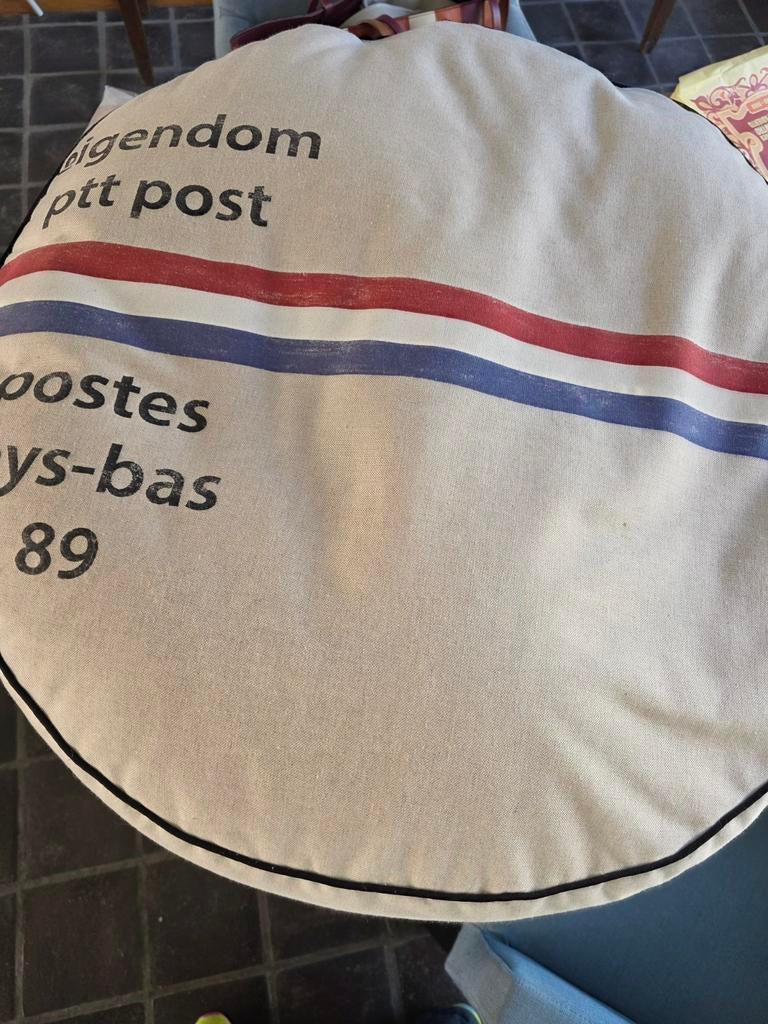 eigendom
ptt post
postes
ys-bas
89